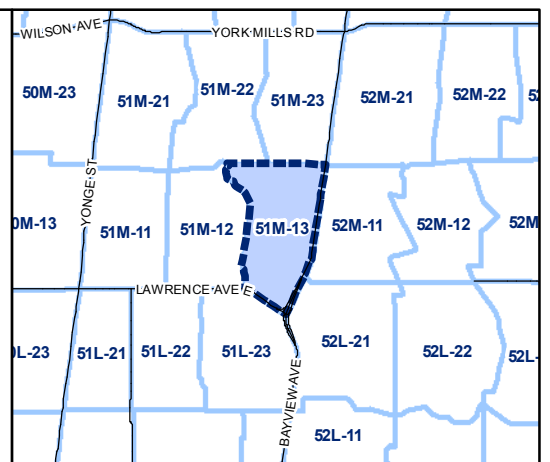 WILSON AVE
YORK MILLS RD
50M-23
51M-21
51M-22
51M-23
52M-21
52M-22
52
YONGE ST
0M-13
51M-11
51M-12
51M-13
52M-11
52M-12
52M
LAWRENCE AVE E
0L-23
51L-21
51L-22
51L-23
52L-21
52L-22
52L-
BAYVIEW AVE
52L-11